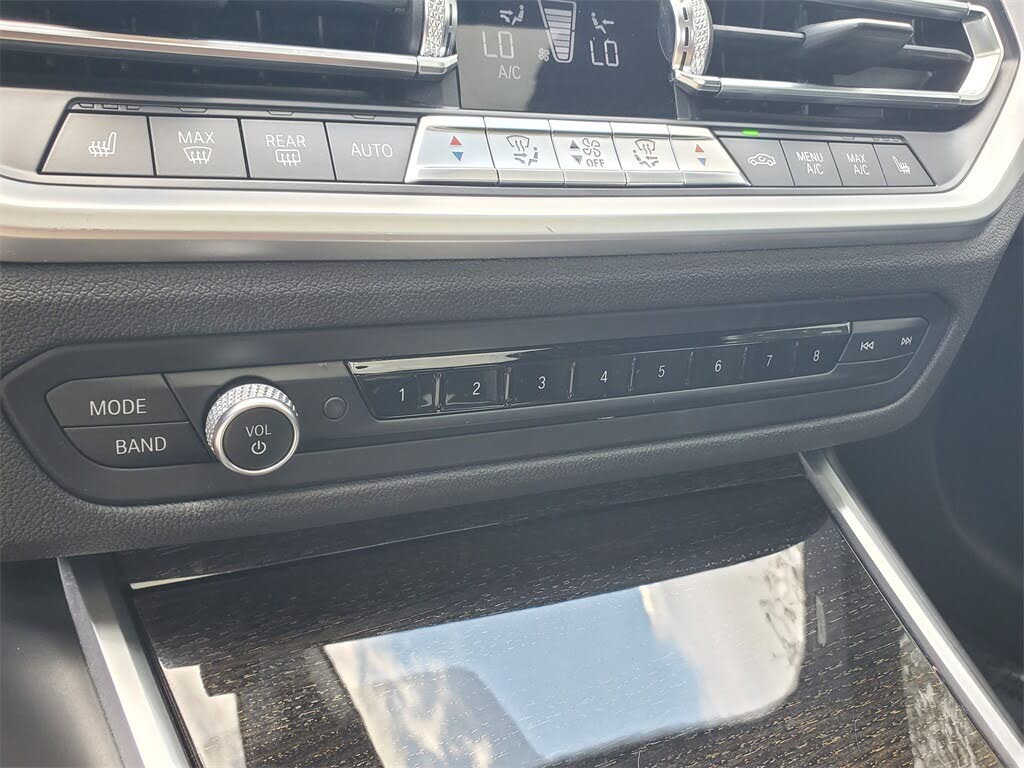 LO LO
A/C
MAX REAR AUTO OFF MENU A/C MAX A/C
1 2 3 4 5 6 7 8
MODE
BAND
VOL